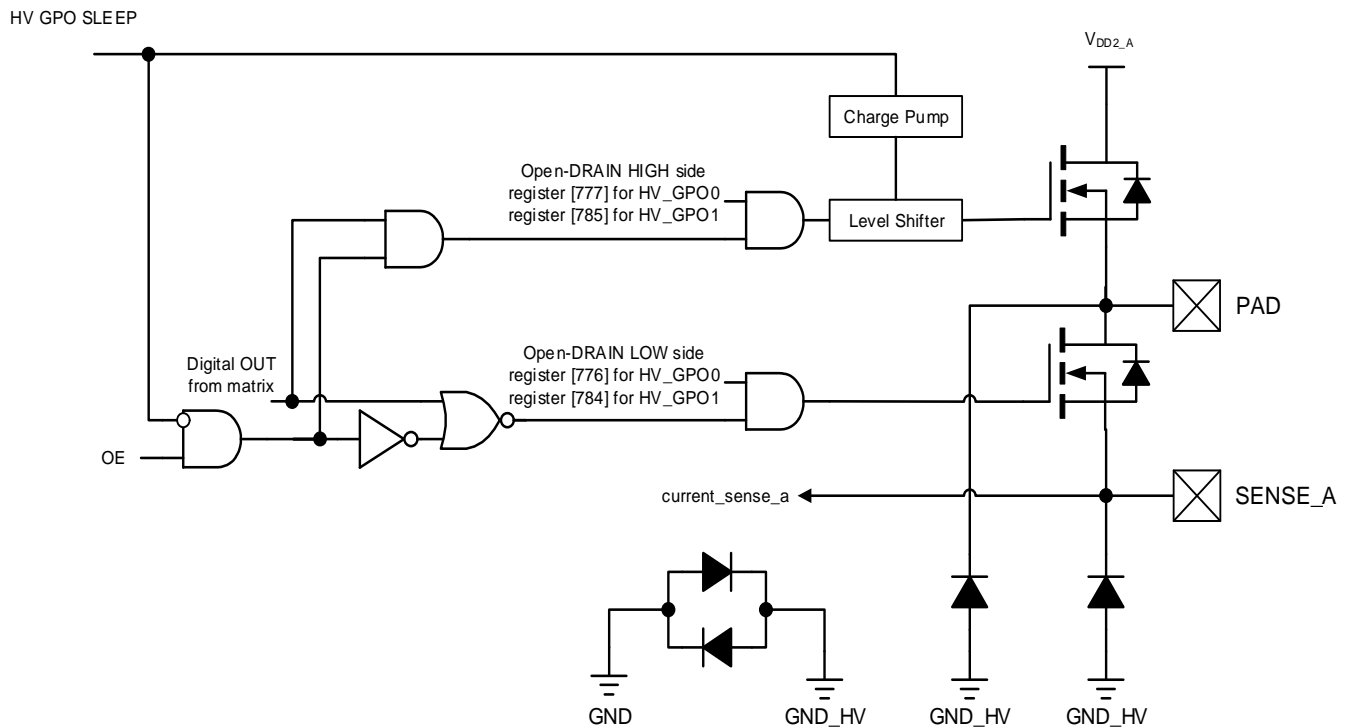 HV GPO SLEEP
V_DD2_A
Charge Pump
Open-DRAIN HIGH side
register [777] for HV_GPO0
register [785] for HV_GPO1
Level Shifter
PAD
Digital OUT
from matrix
Open-DRAIN LOW side
register [776] for HV_GPO0
register [784] for HV_GPO1
OE
current_sense_a
SENSE_A
GND
GND_HV
GND_HV
GND_HV